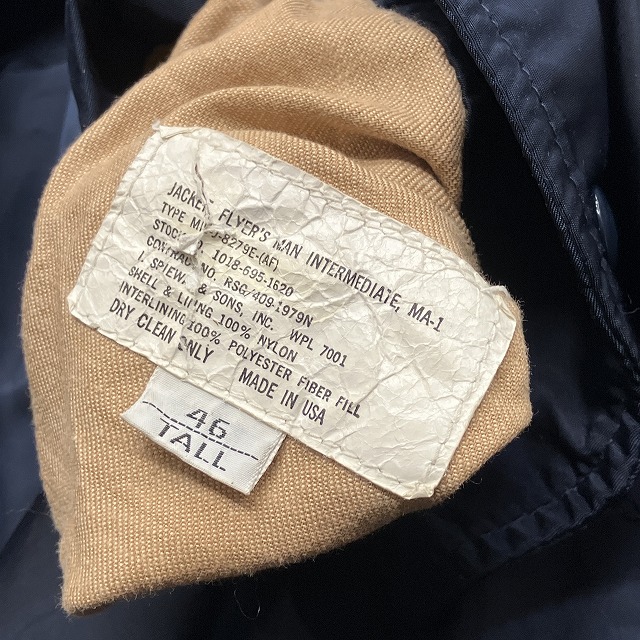 JACKET, FLYER'S MAN INTERMEDIATE, MA-1
TYPE MIL-J-8279E-(AF)
STOCK NO. 1018-595-1620
CONTRACT NO. RSG/409-1979N
I. SPIEWAK & SONS, INC. WPL 7001
SHELL & LINING 100% NYLON
INTERLINING 100% POLYESTER FIBER FILL
DRY CLEAN ONLY MADE IN USA
46
TALL